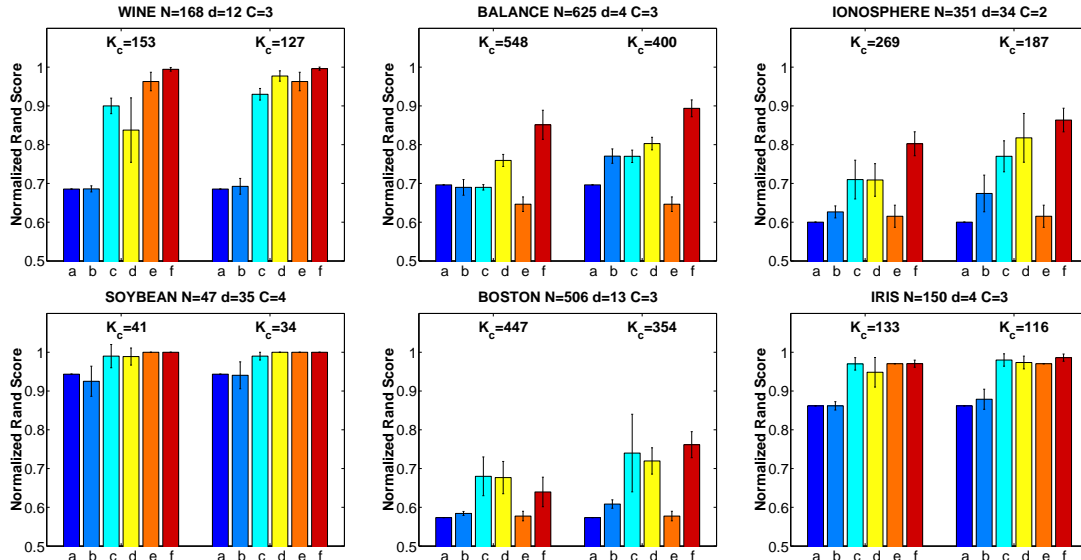 WINE N=168 d=12 C=3
K_c=153 K_c=127
Normalized Rand Score
1
0.9
0.8
0.7
0.6
0.5
a b c d e f a b c d e f
BALANCE N=625 d=4 C=3
K_c=548 K_c=400
Normalized Rand Score
1
0.9
0.8
0.7
0.6
0.5
a b c d e f a b c d e f
IONOSPHERE N=351 d=34 C=2
K_c=269 K_c=187
Normalized Rand Score
1
0.9
0.8
0.7
0.6
0.5
a b c d e f a b c d e f
SOYBEAN N=47 d=35 C=4
K_c=41 K_c=34
Normalized Rand Score
1
0.9
0.8
0.7
0.6
0.5
a b c d e f a b c d e f
BOSTON N=506 d=13 C=3
K_c=447 K_c=354
Normalized Rand Score
1
0.9
0.8
0.7
0.6
0.5
a b c d e f a b c d e f
IRIS N=150 d=4 C=3
K_c=133 K_c=116
Normalized Rand Score
1
0.9
0.8
0.7
0.6
0.5
a b c d e f a b c d e f